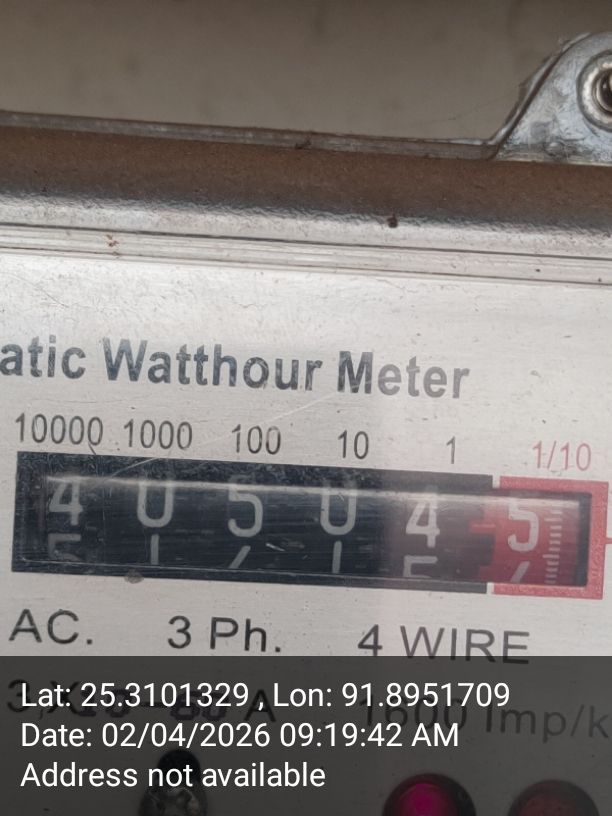 atic Watthour Meter
10000 1000 100 10 1 1/10
4 0 5 0 4 5
AC. 3 Ph. 4 WIRE
1600 Imp/k
Lat: 25.3101329 , Lon: 91.8951709
Date: 02/04/2026 09:19:42 AM
Address not available